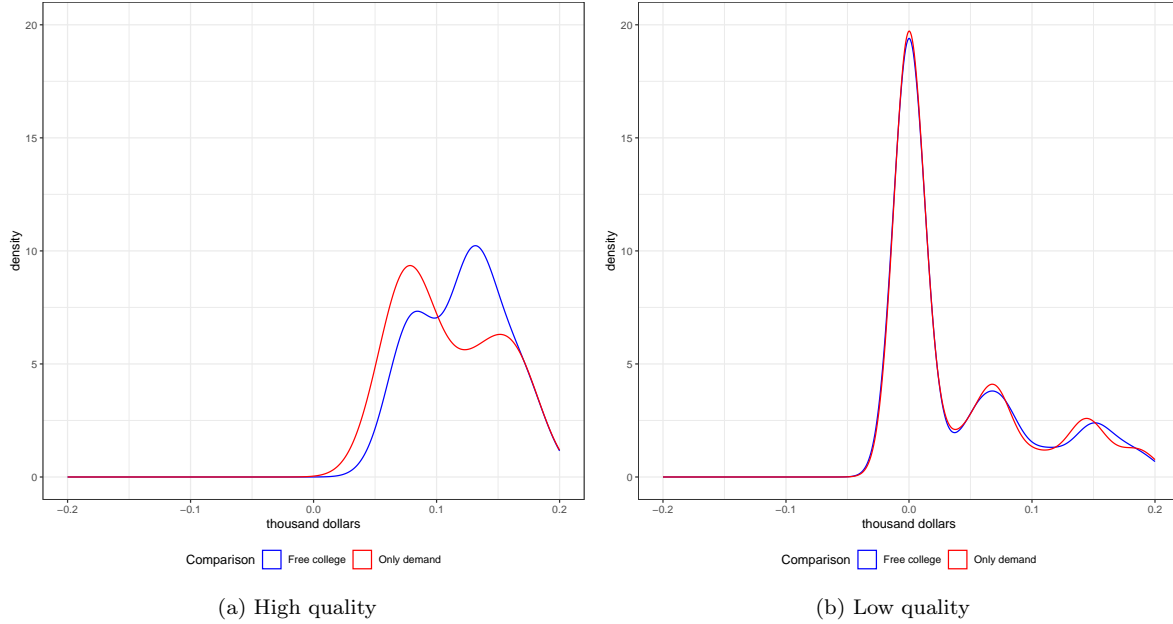 20
15
10
5
0
density
−0.2
−0.1
0.0
0.1
0.2
thousand dollars
Comparison Free college Only demand
(a) High quality
20
15
10
5
0
density
−0.2
−0.1
0.0
0.1
0.2
thousand dollars
Comparison Free college Only demand
(b) Low quality